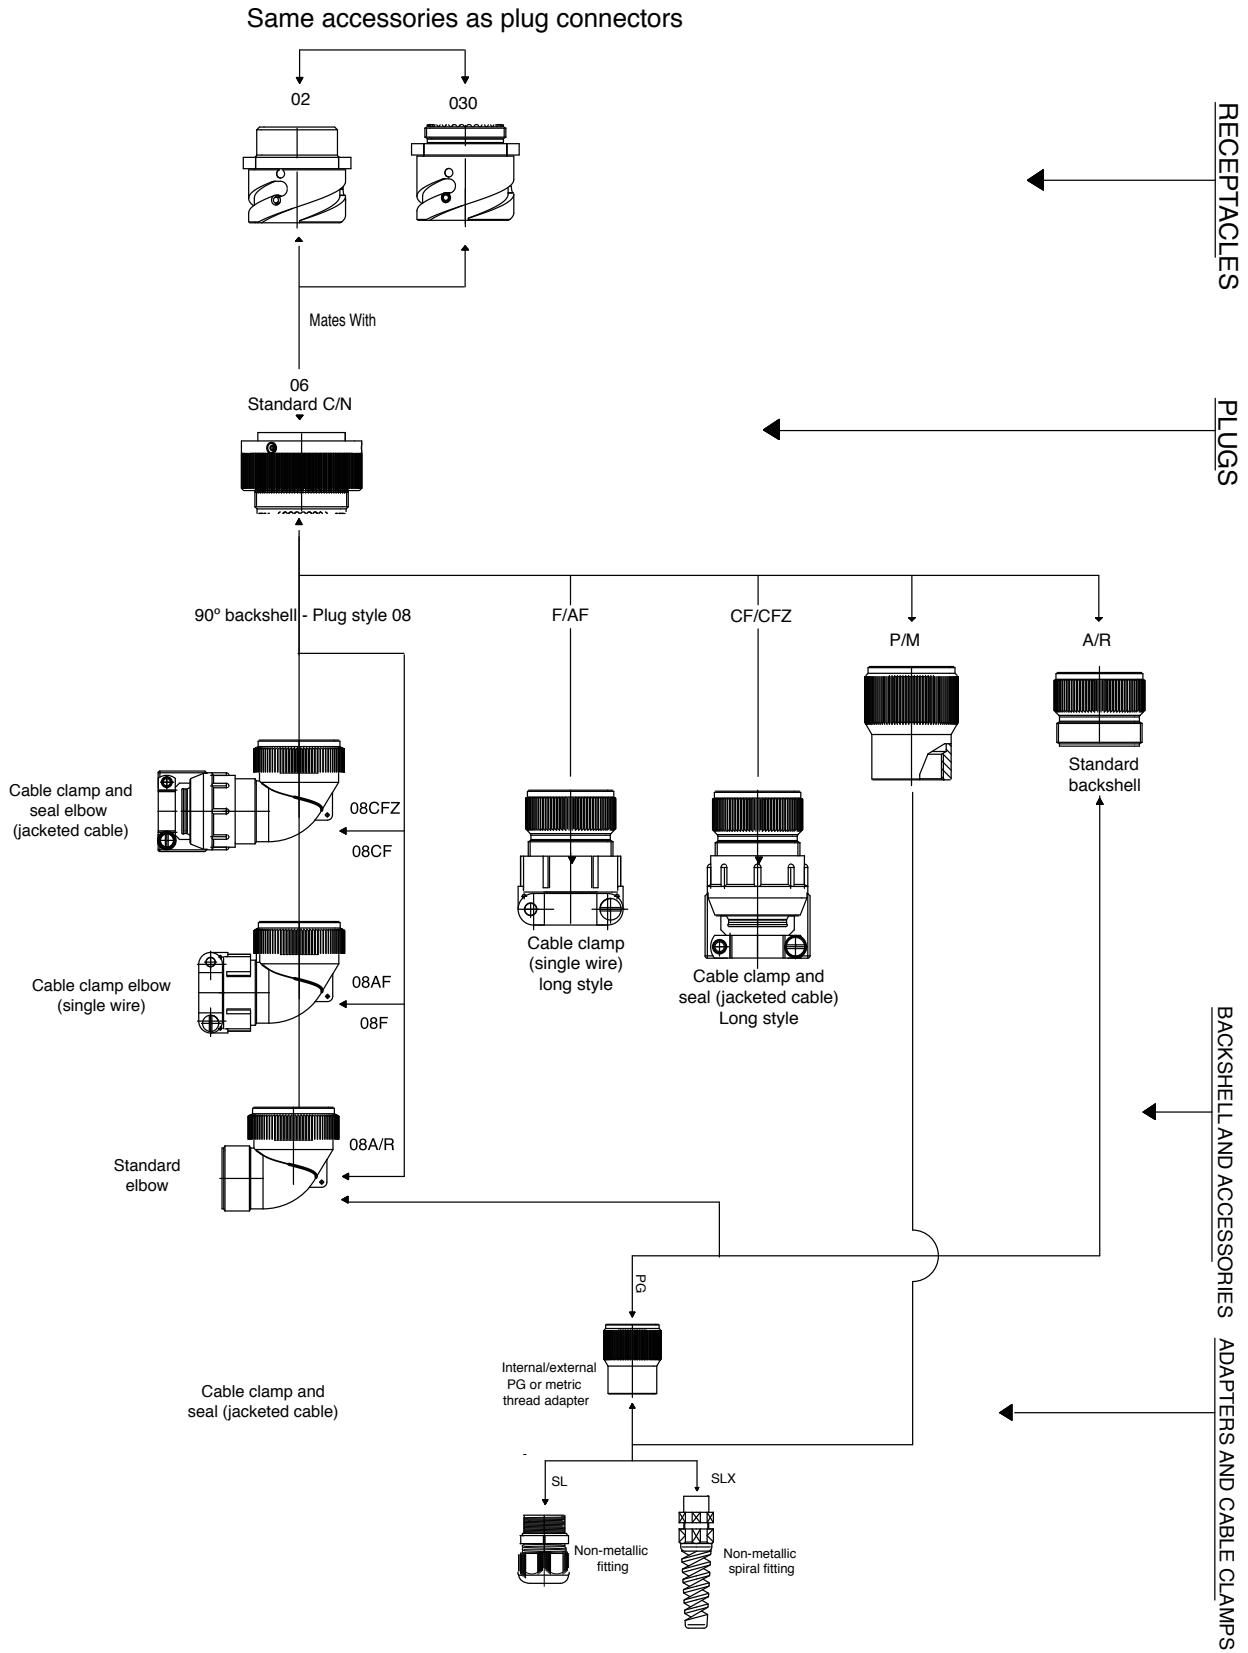 Same accessories as plug connectors
02
030
RECEPTACLES
Mates With
06
Standard C/N
PLUGS
90º backshell - Plug style 08
F/AF
CF/CFZ
P/M
A/R
Standard
backshell
Cable clamp and
seal elbow
(jacketed cable)
08CFZ
08CF
Cable clamp
(single wire)
long style
Cable clamp and
seal (jacketed cable)
Long style
Cable clamp elbow
(single wire)
08AF
08F
BACKSHELL AND ACCESSORIES
08A/R
Standard
elbow
PG
Internal/external
PG or metric
thread adapter
Cable clamp and
seal (jacketed cable)
ADAPTERS AND CABLE CLAMPS
-
SL
SLX
Non-metallic
fitting
Non-metallic
spiral fitting